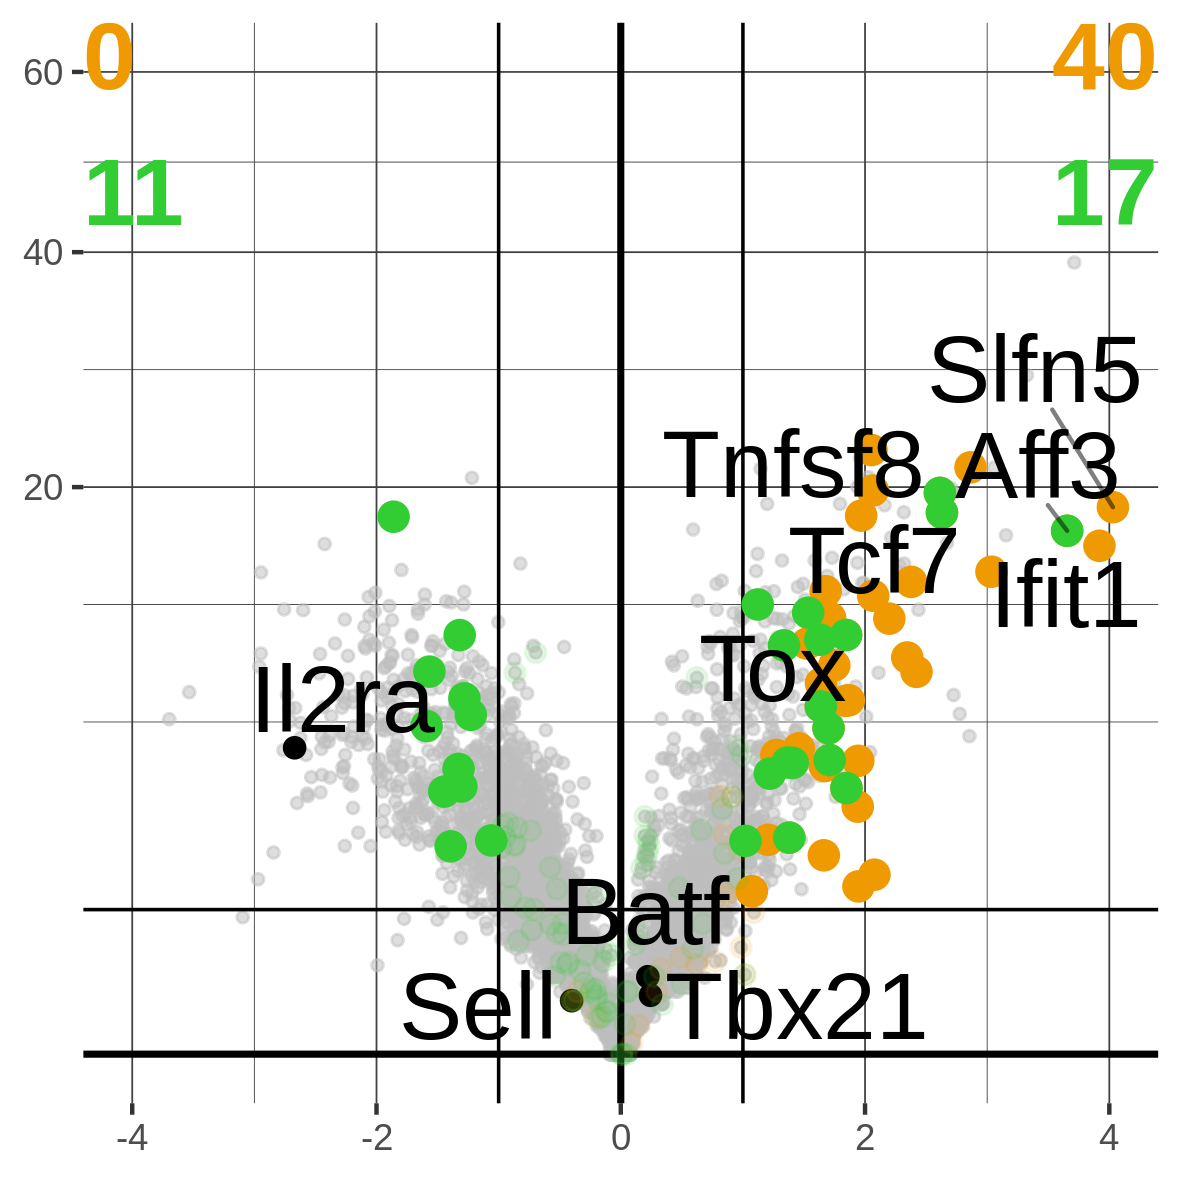 0 40
60
11 17
40
Slfn5
Tnfsf8 Aff3
20
Tcf7
Ifit1
Tox
Il2ra
Batf
Sell Tbx21
-4 -2 0 2 4